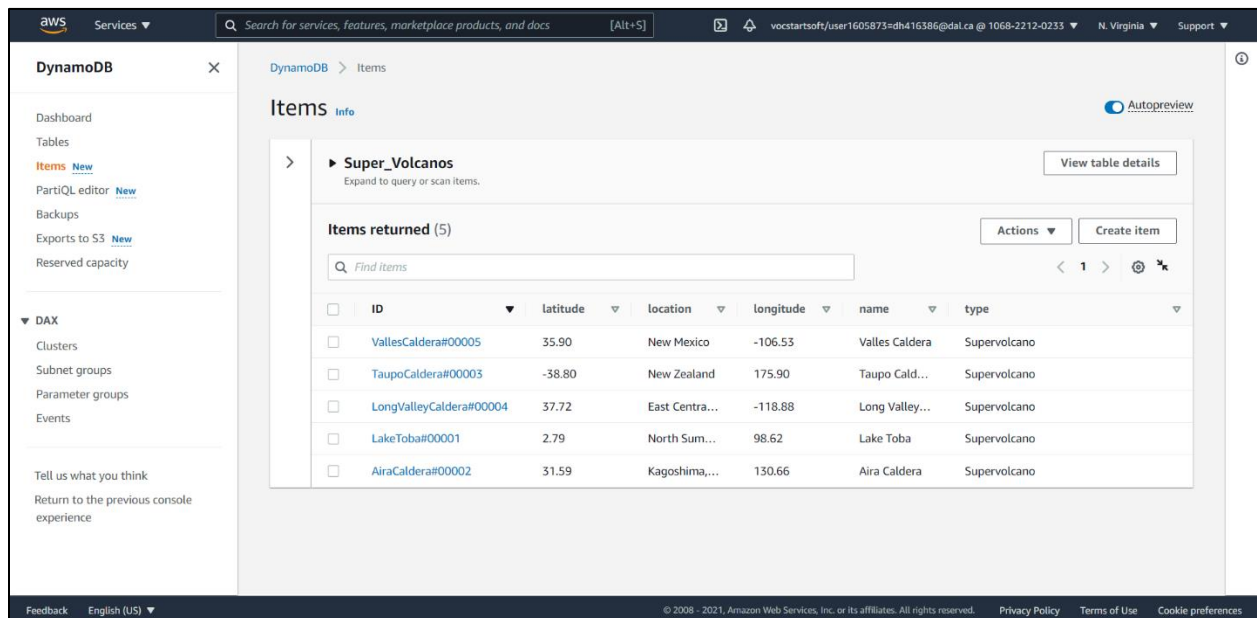 aws Services ▼ Search for services, features, marketplace products, and docs [Alt+S] vocstartsoft/user1605873=dh416386@dal.ca @ 1068-2212-0233 ▼ N. Virginia ▼ Support ▼
DynamoDB
Dashboard
Tables
Items New
PartiQL editor New
Backups
Exports to S3 New
Reserved capacity
▼ DAX
Clusters
Subnet groups
Parameter groups
Events
Tell us what you think
Return to the previous console
experience
DynamoDB > Items
Items Info
Autopreview
Super_Volcanos
Expand to query or scan items.
View table details
Items returned (5)
Actions ▼ Create item
Find items
< 1 >
ID latitude location longitude name type
VallesCaldera#00005 35.90 New Mexico -106.53 Valles Caldera Supervolcano
TaupoCaldera#00003 -38.80 New Zealand 175.90 Taupo Cald... Supervolcano
LongValleyCaldera#00004 37.72 East Centra... -118.88 Long Valley... Supervolcano
LakeToba#00001 2.79 North Sum... 98.62 Lake Toba Supervolcano
AiraCaldera#00002 31.59 Kagoshima,... 130.66 Aira Caldera Supervolcano
Feedback English (US) ▼ © 2008 - 2021, Amazon Web Services, Inc. or its affiliates. All rights reserved. Privacy Policy Terms of Use Cookie preferences